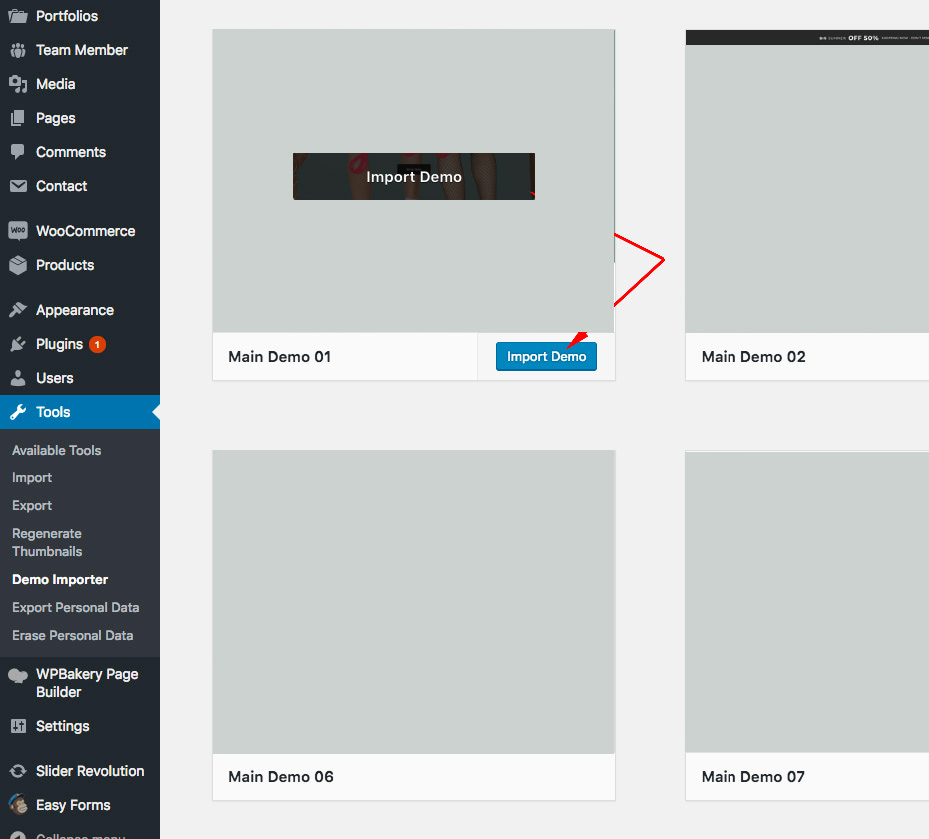 Portfolios
Team Member
Media
Pages
Comments
Contact
WOO
WooCommerce
Products
Appearance
Plugins 1
Users
Tools
Available Tools
Import
Export
Regenerate
Thumbnails
Demo Importer
Export Personal Data
Erase Personal Data
WPBakery Page
Builder
Settings
Slider Revolution
Easy Forms
Collapse menu
Import Demo
Main Demo 01
Import Demo
OFF 50%
Main Demo 02
Main Demo 06
Main Demo 07